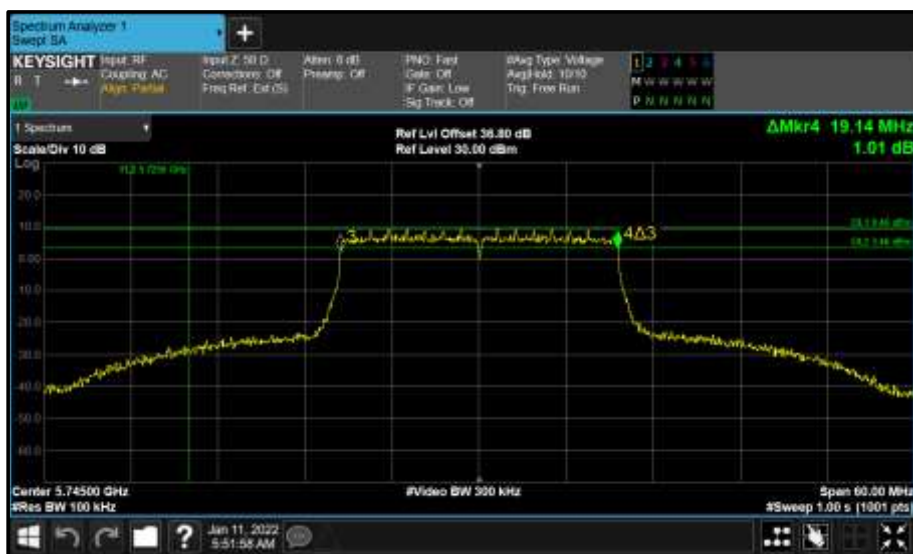 Spectrum Analyzer 1
Swept SA
+
KEYSIGHT
R T
Input: RF
Coupling: AC
Align: Partial
Input Z: 50 Ω
Corrections: Off
Freq Ref: Ext (S)
Atten: 6 dB
Preamp: Off
PNO: Fast
Gate: Off
IF Gain: Low
Sig Track: Off
#Avg Type: Voltage
Avg|Hold: 10/10
Trig: Free Run
1 2 3 4 5 6
M W W W W W
P N N N N N
1 Spectrum
Scale/Div 10 dB
Log
Ref Lvl Offset 36.80 dB
Ref Level 30.00 dBm
ΔMkr4 19.14 MHz
1.01 dB
20.0
10.0
3
4Δ3
0.00
-10.0
-20.0
-30.0
-40.0
-50.0
-60.0
Center 5.74500 GHz
#Res BW 100 kHz
#Video BW 300 kHz
Span 60.00 MHz
#Sweep 1.00 s (1001 pts)
?
Jan 11, 2022
5:51:58 AM